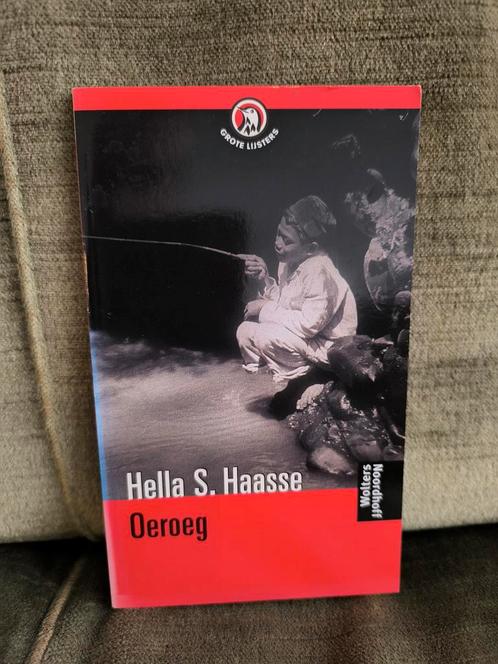 GROTE LIJSTERS
Hella S. Haasse
Oeroeg
Wolters
Noordhoff